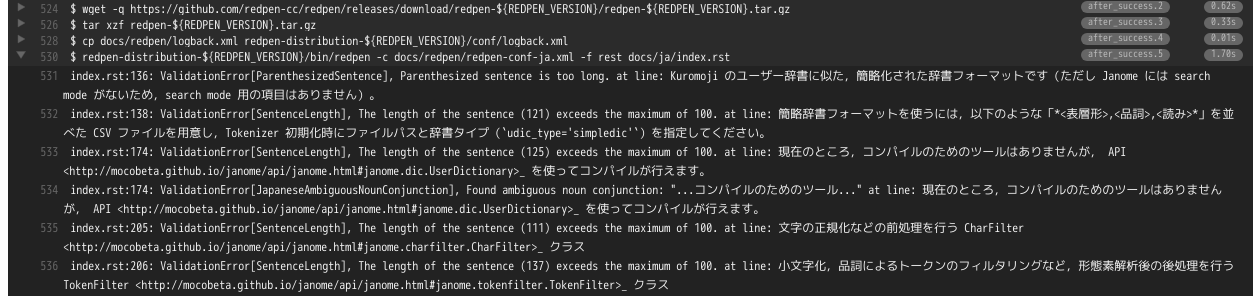 524 $ wget -q https://github.com/redpen-cc/redpen/releases/download/redpen-${REDPEN_VERSION}/redpen-${REDPEN_VERSION}.tar.gz after_success.2 0.62s
526 $ tar xzf redpen-${REDPEN_VERSION}.tar.gz after_success.3 0.33s
528 $ cp docs/redpen/logback.xml redpen-distribution-${REDPEN_VERSION}/conf/logback.xml after_success.4 0.01s
530 $ redpen-distribution-${REDPEN_VERSION}/bin/redpen -c docs/redpen/redpen-conf-ja.xml -f rest docs/ja/index.rst after_success.5 1.70s
531 index.rst:136: ValidationError[ParenthesizedSentence], Parenthesized sentence is too long. at line: Kuromoji のユーザー辞書に似た，簡略化された辞書フォーマットです（ただし Janome には search
mode がないため，search mode 用の項目はありません）。
532 index.rst:138: ValidationError[SentenceLength], The length of the sentence (121) exceeds the maximum of 100. at line: 簡略辞書フォーマットを使うには，以下のような「*<表層形>,<品詞>,<読み>*」を並
べた CSV ファイルを用意し，Tokenizer 初期化時にファイルパスと辞書タイプ（`udic_type='simpledic'`）を指定してください。
533 index.rst:174: ValidationError[SentenceLength], The length of the sentence (125) exceeds the maximum of 100. at line: 現在のところ，コンパイルのためのツールはありませんが， API
<http://mocobeta.github.io/janome/api/janome.html#janome.dic.UserDictionary>_ を使ってコンパイルが行えます。
534 index.rst:174: ValidationError[JapaneseAmbiguousNounConjunction], Found ambiguous noun conjunction: "...コンパイルのためのツール..." at line: 現在のところ，コンパイルのためのツールはありません
が， API <http://mocobeta.github.io/janome/api/janome.html#janome.dic.UserDictionary>_ を使ってコンパイルが行えます。
535 index.rst:205: ValidationError[SentenceLength], The length of the sentence (111) exceeds the maximum of 100. at line: 文字の正規化などの前処理を行う CharFilter
<http://mocobeta.github.io/janome/api/janome.html#janome.charfilter.CharFilter>_ クラス
536 index.rst:206: ValidationError[SentenceLength], The length of the sentence (137) exceeds the maximum of 100. at line: 小文字化，品詞によるトークンのフィルタリングなど，形態素解析後の後処理を行う
TokenFilter <http://mocobeta.github.io/janome/api/janome.html#janome.tokenfilter.TokenFilter>_ クラス